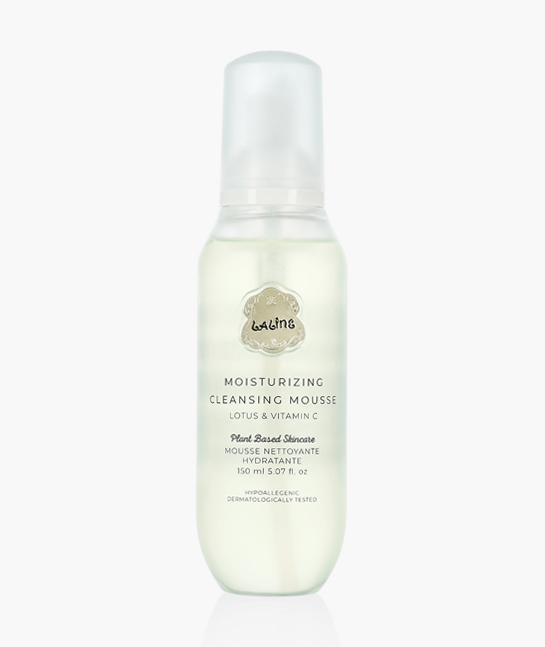 LALiNE
MOISTURIZING
CLEANSING MOUSSE
LOTUS & VITAMIN C
Plant Based Skincare
MOUSSE NETTOYANTE
HYDRATANTE
150 ml 5.07 fl. oz
HYPOALLEGENIC
DERMATOLOGICALLY TESTED